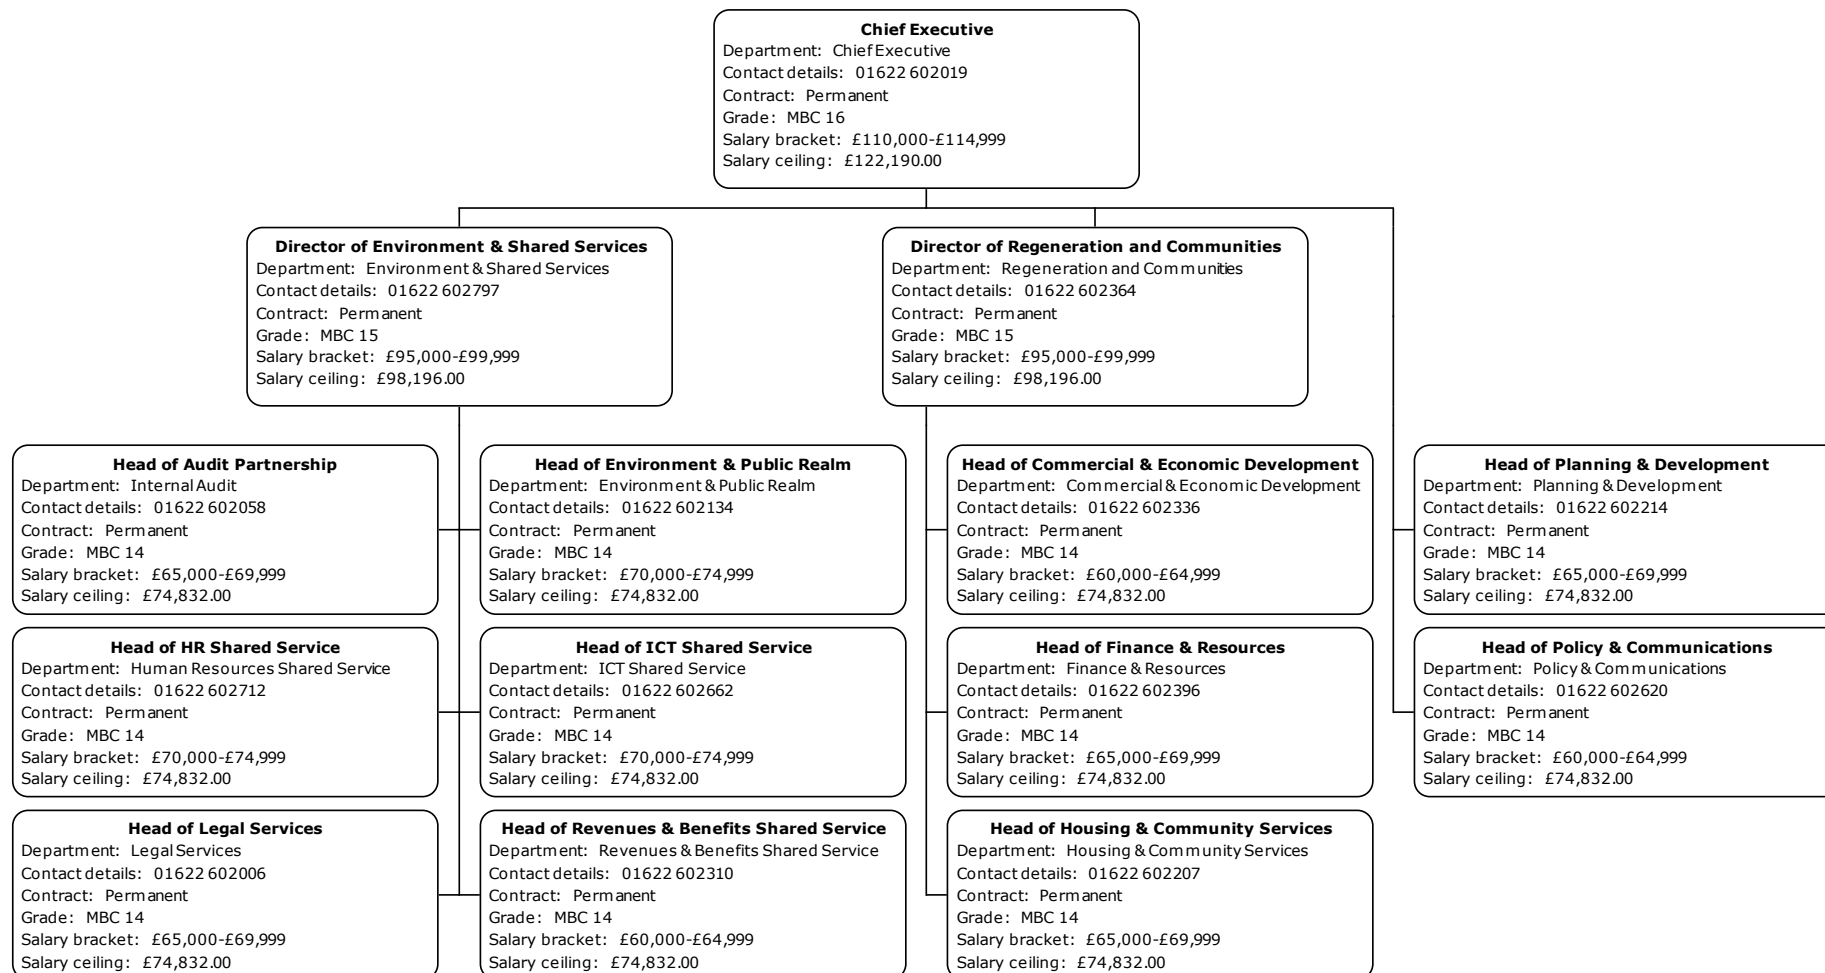 Chief Executive
Department: Chief Executive
Contact details: 01622 602019
Contract: Permanent
Grade: MBC 16
Salary bracket: £110,000-£114,999
Salary ceiling: £122,190.00
Director of Environment & Shared Services
Department: Environment & Shared Services
Contact details: 01622 602797
Contract: Permanent
Grade: MBC 15
Salary bracket: £95,000-£99,999
Salary ceiling: £98,196.00
Director of Regeneration and Communities
Department: Regeneration and Communities
Contact details: 01622 602364
Contract: Permanent
Grade: MBC 15
Salary bracket: £95,000-£99,999
Salary ceiling: £98,196.00
Head of Audit Partnership
Department: Internal Audit
Contact details: 01622 602058
Contract: Permanent
Grade: MBC 14
Salary bracket: £65,000-£69,999
Salary ceiling: £74,832.00
Head of Environment & Public Realm
Department: Environment & Public Realm
Contact details: 01622 602134
Contract: Permanent
Grade: MBC 14
Salary bracket: £70,000-£74,999
Salary ceiling: £74,832.00
Head of Commercial & Economic Development
Department: Commercial & Economic Development
Contact details: 01622 602336
Contract: Permanent
Grade: MBC 14
Salary bracket: £60,000-£64,999
Salary ceiling: £74,832.00
Head of Planning & Development
Department: Planning & Development
Contact details: 01622 602214
Contract: Permanent
Grade: MBC 14
Salary bracket: £65,000-£69,999
Salary ceiling: £74,832.00
Head of HR Shared Service
Department: Human Resources Shared Service
Contact details: 01622 602712
Contract: Permanent
Grade: MBC 14
Salary bracket: £70,000-£74,999
Salary ceiling: £74,832.00
Head of ICT Shared Service
Department: ICT Shared Service
Contact details: 01622 602662
Contract: Permanent
Grade: MBC 14
Salary bracket: £70,000-£74,999
Salary ceiling: £74,832.00
Head of Finance & Resources
Department: Finance & Resources
Contact details: 01622 602396
Contract: Permanent
Grade: MBC 14
Salary bracket: £65,000-£69,999
Salary ceiling: £74,832.00
Head of Policy & Communications
Department: Policy & Communications
Contact details: 01622 602620
Contract: Permanent
Grade: MBC 14
Salary bracket: £60,000-£64,999
Salary ceiling: £74,832.00
Head of Legal Services
Department: Legal Services
Contact details: 01622 602006
Contract: Permanent
Grade: MBC 14
Salary bracket: £65,000-£69,999
Salary ceiling: £74,832.00
Head of Revenues & Benefits Shared Service
Department: Revenues & Benefits Shared Service
Contact details: 01622 602310
Contract: Permanent
Grade: MBC 14
Salary bracket: £60,000-£64,999
Salary ceiling: £74,832.00
Head of Housing & Community Services
Department: Housing & Community Services
Contact details: 01622 602207
Contract: Permanent
Grade: MBC 14
Salary bracket: £65,000-£69,999
Salary ceiling: £74,832.00